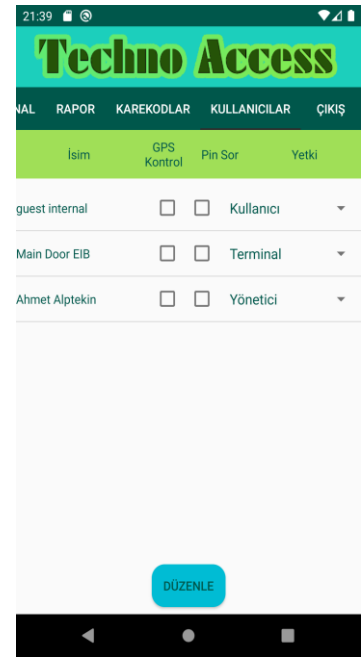 21:39
Techno Access
NAL RAPOR KAREKODLAR KULLANICILAR ÇIKIŞ
İsim GPS Kontrol Pin Sor Yetki
guest internal Kullanıcı
Main Door EIB Terminal
Ahmet Alptekin Yönetici
DÜZENLE